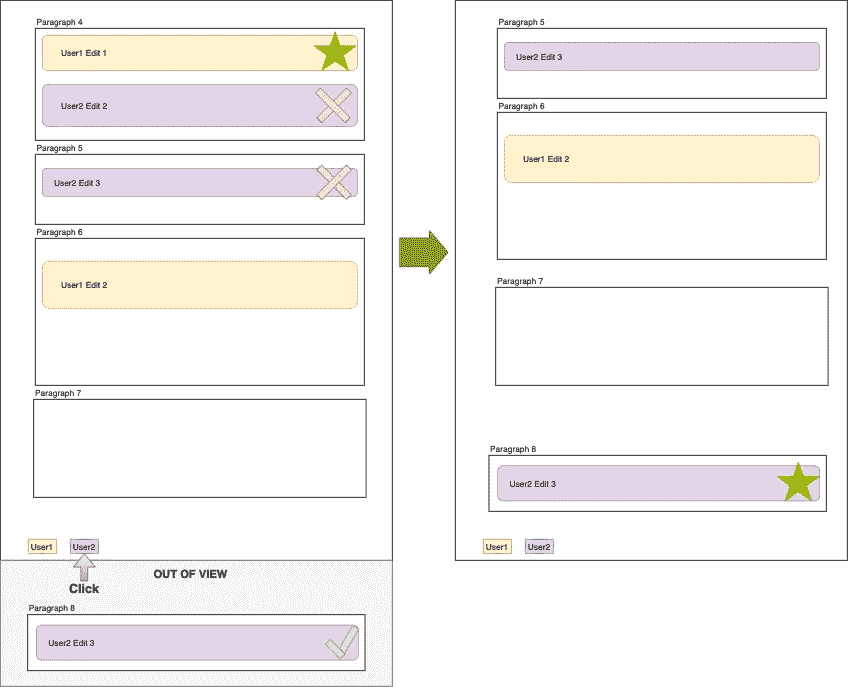 Paragraph 4
User1 Edit 1
User2 Edit 2
Paragraph 5
User2 Edit 3
Paragraph 6
User1 Edit 2
Paragraph 7
User1
User2
OUT OF VIEW
Click
Paragraph 8
User2 Edit 3
Paragraph 5
User2 Edit 3
Paragraph 6
User1 Edit 2
Paragraph 7
Paragraph 8
User2 Edit 3
User1
User2